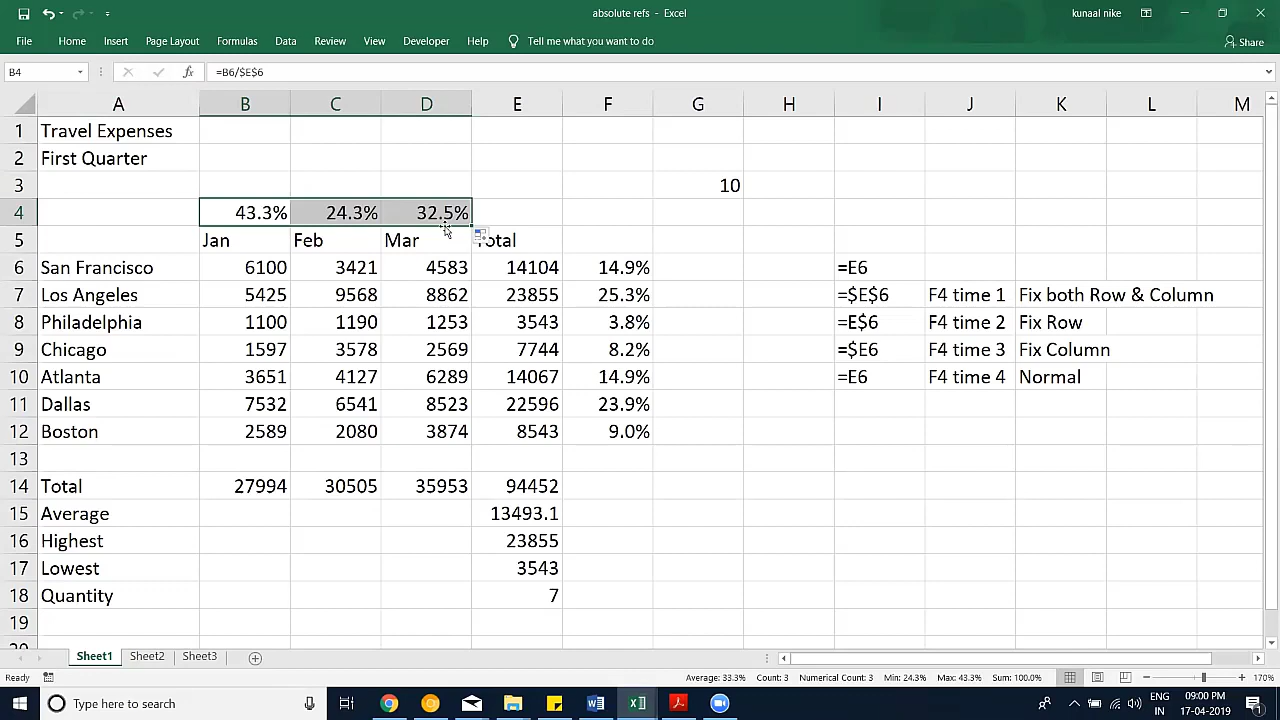 absolute refs - Excel
kunaal nike
File Home Insert Page Layout Formulas Data Review View Developer Help Tell me what you want to do Share
B4 fx =B6/$E$6
A B C D E F G H I J K L M
1 Travel Expenses
2 First Quarter
3 10
4 43.3% 24.3% 32.5%
5 Jan Feb Mar otal
6 San Francisco 6100 3421 4583 14104 14.9% =E6
7 Los Angeles 5425 9568 8862 23855 25.3% =$E$6 F4 time 1 Fix both Row & Column
8 Philadelphia 1100 1190 1253 3543 3.8% =E$6 F4 time 2 Fix Row
9 Chicago 1597 3578 2569 7744 8.2% =$E6 F4 time 3 Fix Column
10 Atlanta 3651 4127 6289 14067 14.9% =E6 F4 time 4 Normal
11 Dallas 7532 6541 8523 22596 23.9%
12 Boston 2589 2080 3874 8543 9.0%
13
14 Total 27994 30505 35953 94452
15 Average 13493.1
16 Highest 23855
17 Lowest 3543
18 Quantity 7
19
Sheet1 Sheet2 Sheet3
Ready Average: 33.3% Count: 3 Numerical Count: 3 Min: 24.3% Max: 43.3% Sum: 100.0% 170%
Type here to search ENG 09:00 PM
IN 17-04-2019